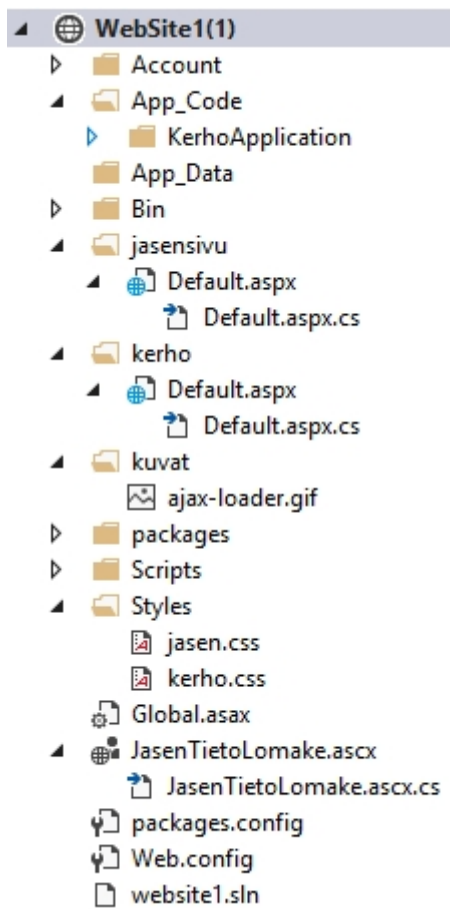 WebSite1(1)
Account
App_Code
KerhoApplication
App_Data
Bin
jasensivu
Default.aspx
Default.aspx.cs
kerho
Default.aspx
Default.aspx.cs
kuvat
ajax-loader.gif
packages
Scripts
Styles
jasen.css
kerho.css
Global.asax
JasenTietoLomake.ascx
JasenTietoLomake.ascx.cs
packages.config
Web.config
website1.sln